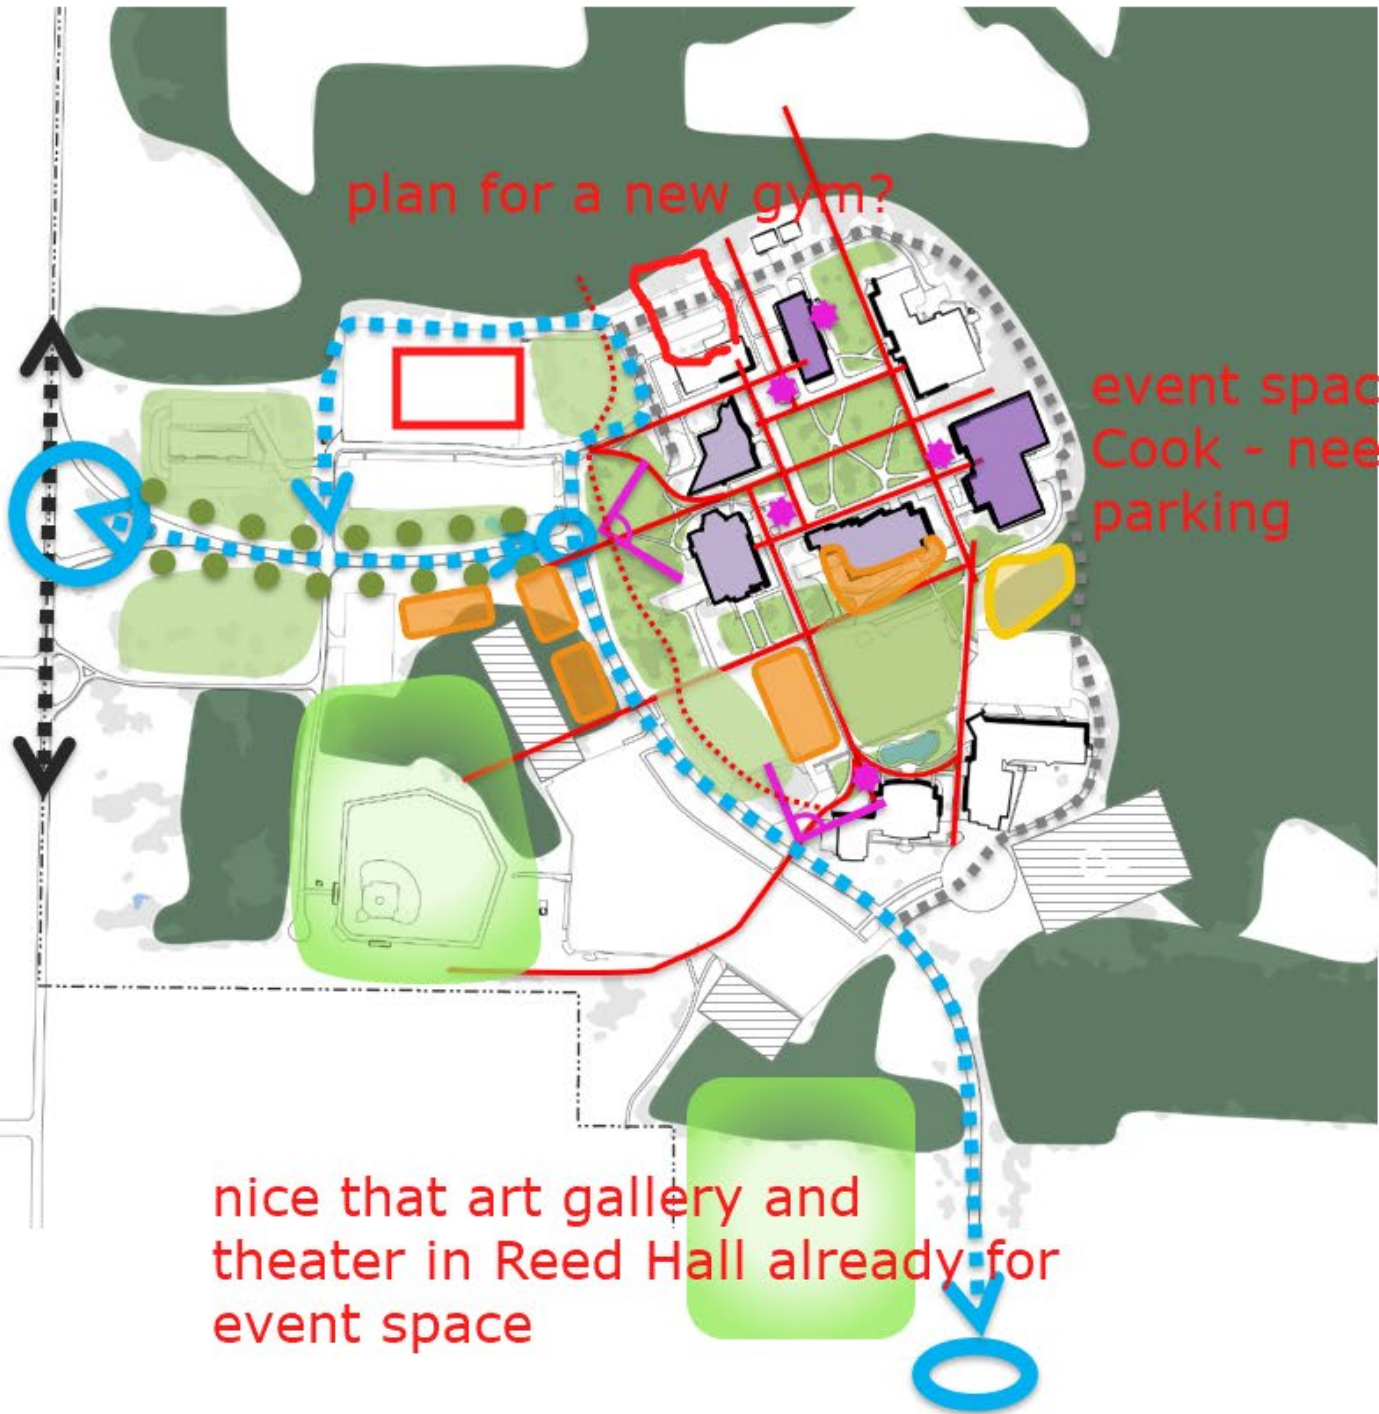 plan for a new gym?
event spac
Cook - nee
parking
nice that art gallery and
theater in Reed Hall already for
event space